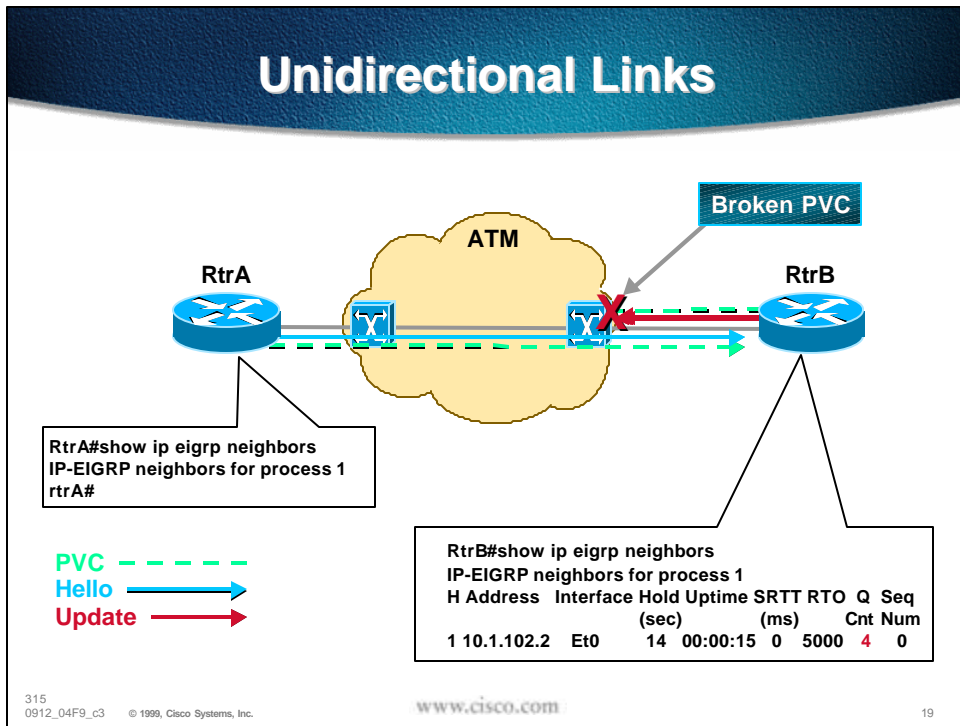 Unidirectional Links
Broken PVC
ATM
RtrA
RtrB
X
RtrA#show ip eigrp neighbors
IP-EIGRP neighbors for process 1
rtrA#
PVC
Hello
Update
RtrB#show ip eigrp neighbors
IP-EIGRP neighbors for process 1
H Address Interface Hold Uptime SRTT RTO Q Seq
(sec) (ms) Cnt Num
1 10.1.102.2 Et0 14 00:00:15 0 5000 4 0
315
0912_04F9_c3 © 1999, Cisco Systems, Inc.
www.cisco.com
19